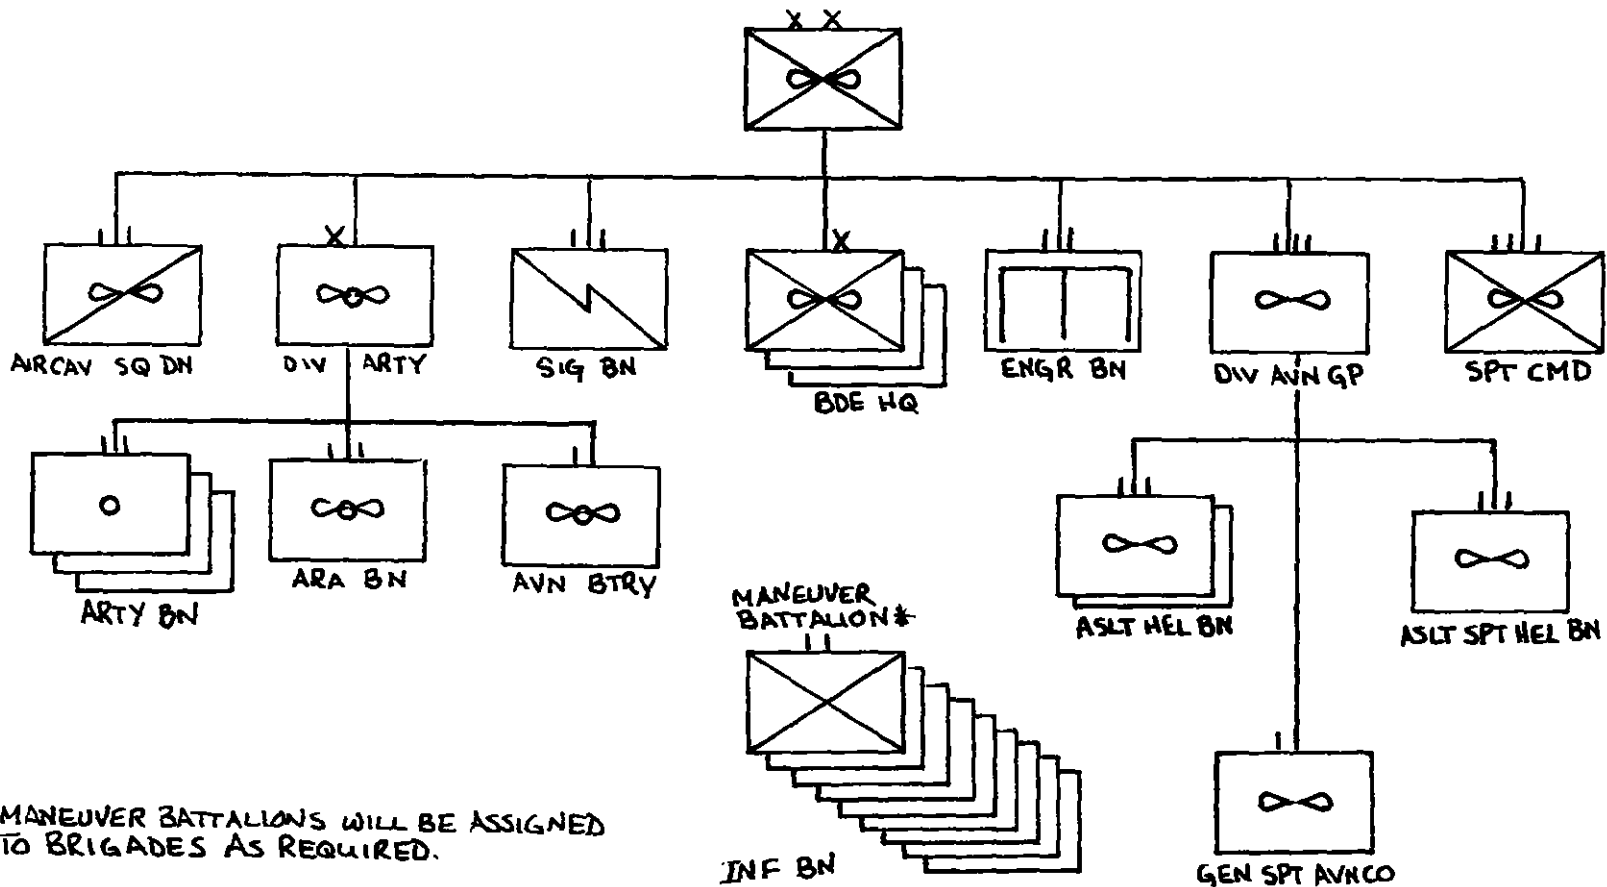 X X
AIRCAV SQ DN
DIV ARTY
SIG BN
BDE HQ
ENGR BN
DIV AVN GP
SPT CMD
ARTY BN
ARA BN
AVN BTRY
MANEUVER
BATTALION*
ASLT HEL BN
ASLT SPT HEL BN
INF BN
GEN SPT AVNCO
MANEUVER BATTALIONS WILL BE ASSIGNED
TO BRIGADES AS REQUIRED.